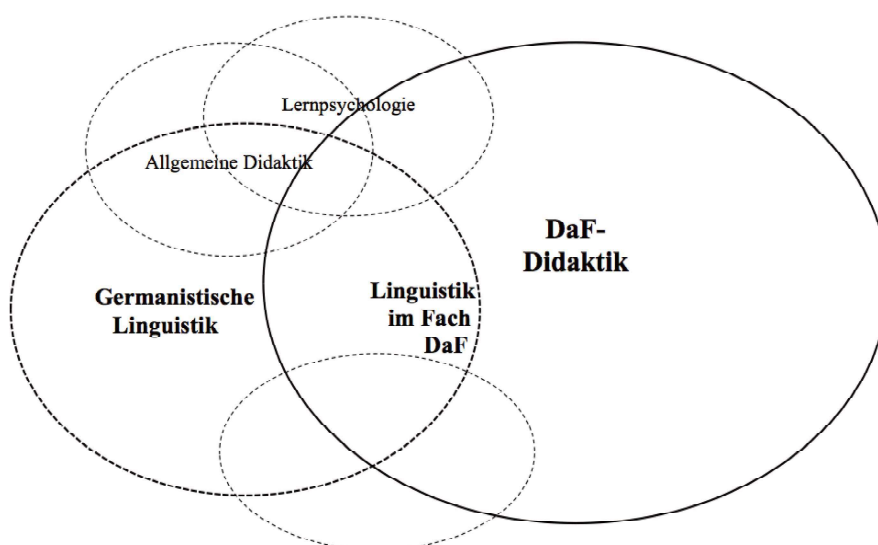 Lernpsychologie
Allgemeine Didaktik
DaF-
Didaktik
Germanistische
Linguistik
Linguistik
im Fach
DaF